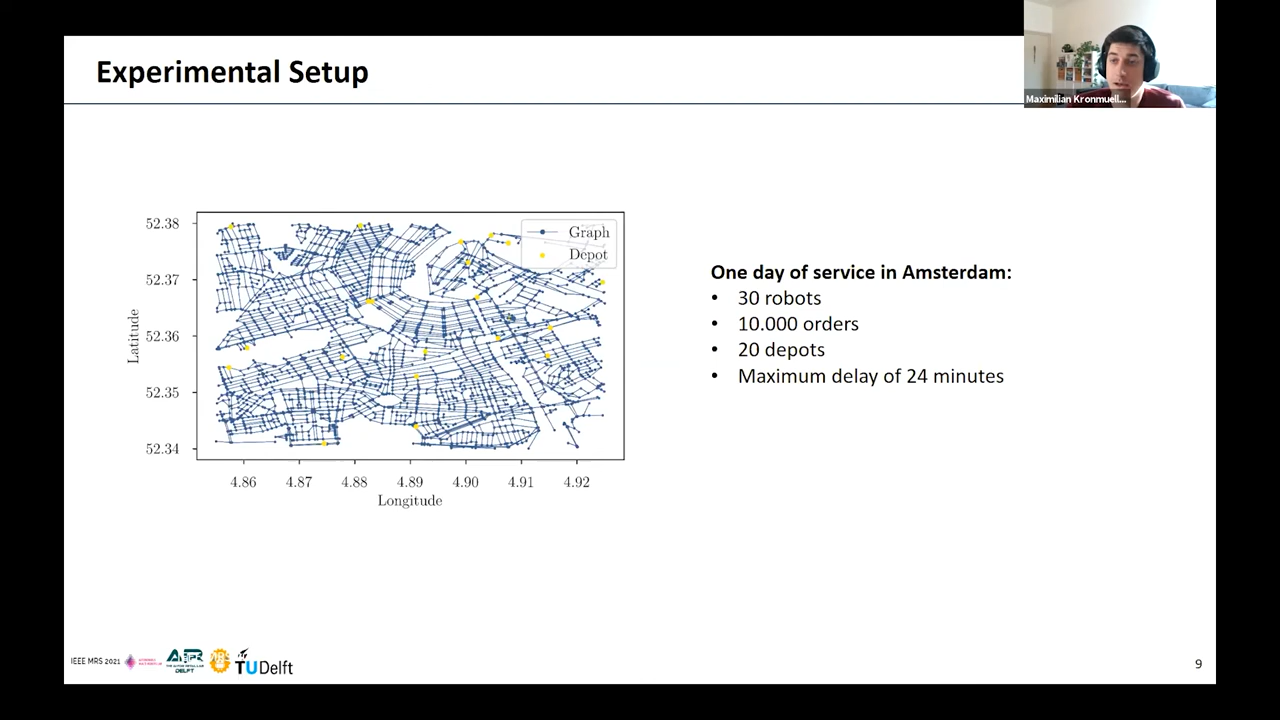 Experimental Setup
Maximilian Kronmuell...
52.38
52.37
52.36
52.35
52.34
Latitude
4.86 4.87 4.88 4.89 4.90 4.91 4.92
Longitude
Graph
Depot
One day of service in Amsterdam:
• 30 robots
• 10.000 orders
• 20 depots
• Maximum delay of 24 minutes
IEEE MRS 2021
DELFT
TUDelft
9